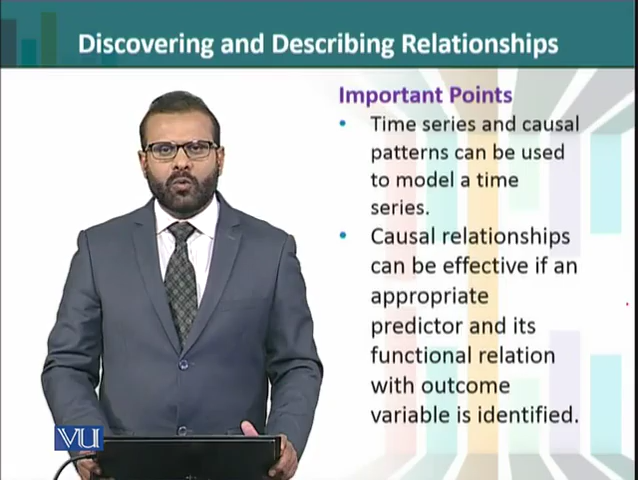 Discovering and Describing Relationships
Important Points
• Time series and causal
patterns can be used
to model a time
series.
• Causal relationships
can be effective if an
appropriate
predictor and its
functional relation
with outcome
variable is identified.
VU